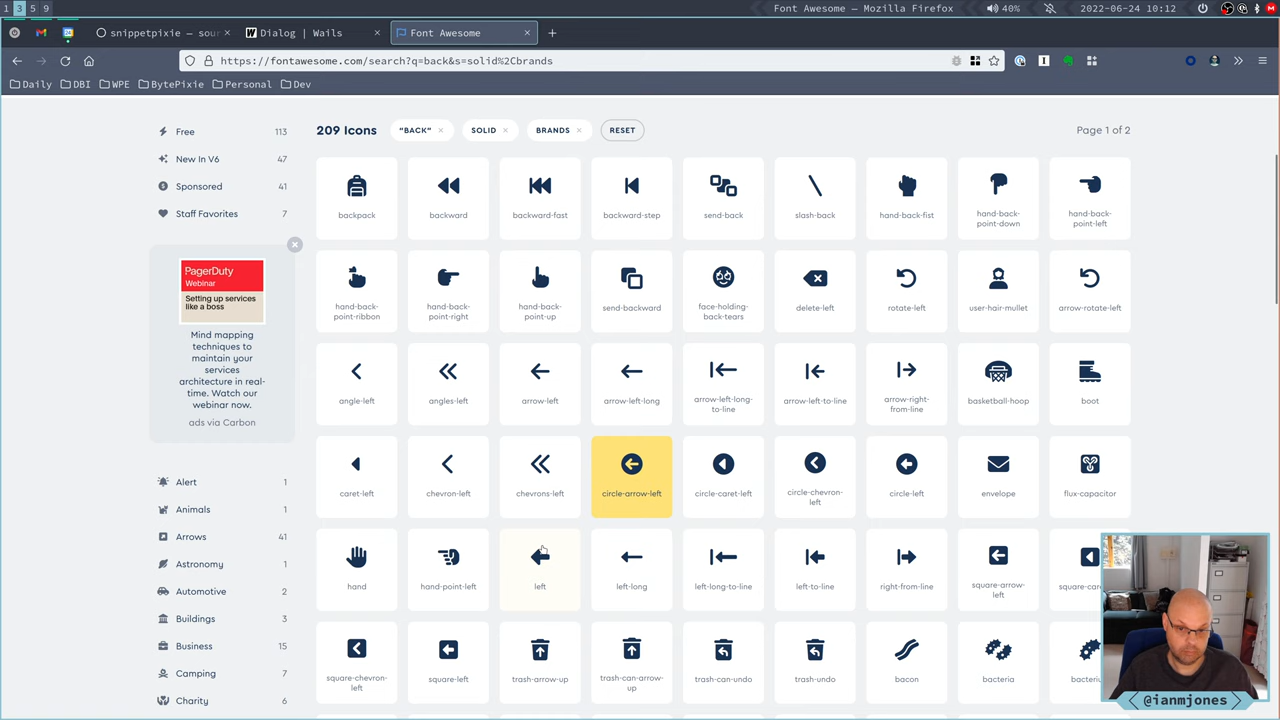 1 3 5 9
Font Awesome - Mozilla Firefox
40%
2022-06-24 10:12
snippetpixie — sour
Dialog | Wails
Font Awesome
https://fontawesome.com/search?q=back&s=solid%2Cbrands
Daily
DBI
WPE
BytePixie
Personal
Dev
Free 113
New In V6 47
Sponsored 41
Staff Favorites 7
209 Icons
"BACK"
SOLID
BRANDS
RESET
Page 1 of 2
PagerDuty
Webinar
Setting up services
like a boss
Mind mapping
techniques to
maintain your
services
architecture in real-
time. Watch our
webinar now.
ads via Carbon
Alert 1
Animals 1
Arrows 41
Astronomy 1
Automotive 2
Buildings 3
Business 15
Camping 7
Charity 6
backpack
backward
backward-fast
backward-step
send-back
slash-back
hand-back-fist
hand-back-
point-down
hand-back-
point-left
hand-back-
point-ribbon
hand-back-
point-right
hand-back-
point-up
send-backward
face-holding-
back-tears
delete-left
rotate-left
user-hair-mullet
arrow-rotate-left
angle-left
angles-left
arrow-left
arrow-left-long
arrow-left-long-
to-line
arrow-left-to-line
arrow-right-
from-line
basketball-hoop
boot
caret-left
chevron-left
chevrons-left
circle-arrow-left
circle-caret-left
circle-chevron-
left
circle-left
envelope
flux-capacitor
hand
hand-point-left
left
left-long
left-long-to-line
left-to-line
right-from-line
square-arrow-
left
square-car
square-chevron-
left
square-left
trash-arrow-up
trash-can-arrow-
up
trash-can-undo
trash-undo
bacon
bacteria
bacteriu
@ianmjones